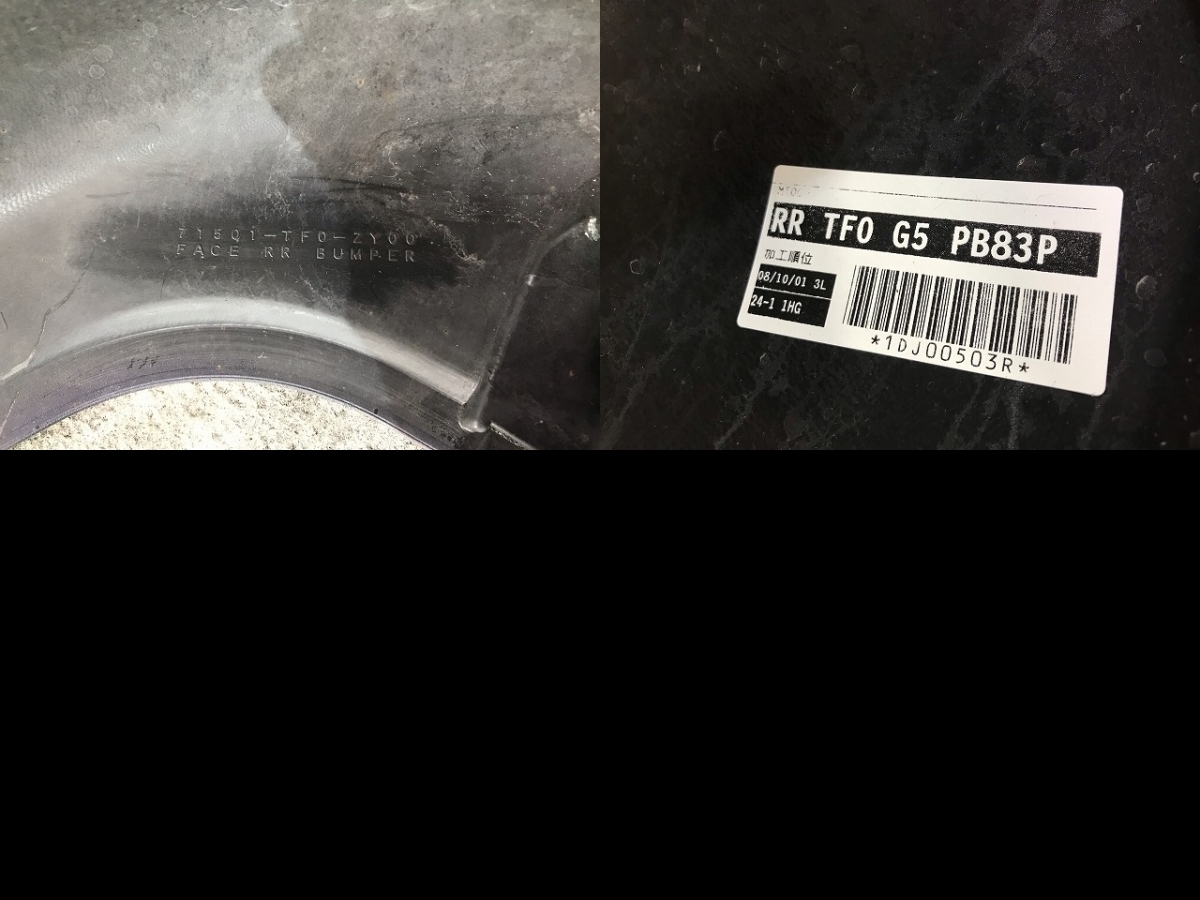 71501-TF0-ZY00
FACE RR BUMPER
RR TF0 G5 PB83P
加工順位
08/10/01 3L
24-1 1HG
*1DJ00503R*